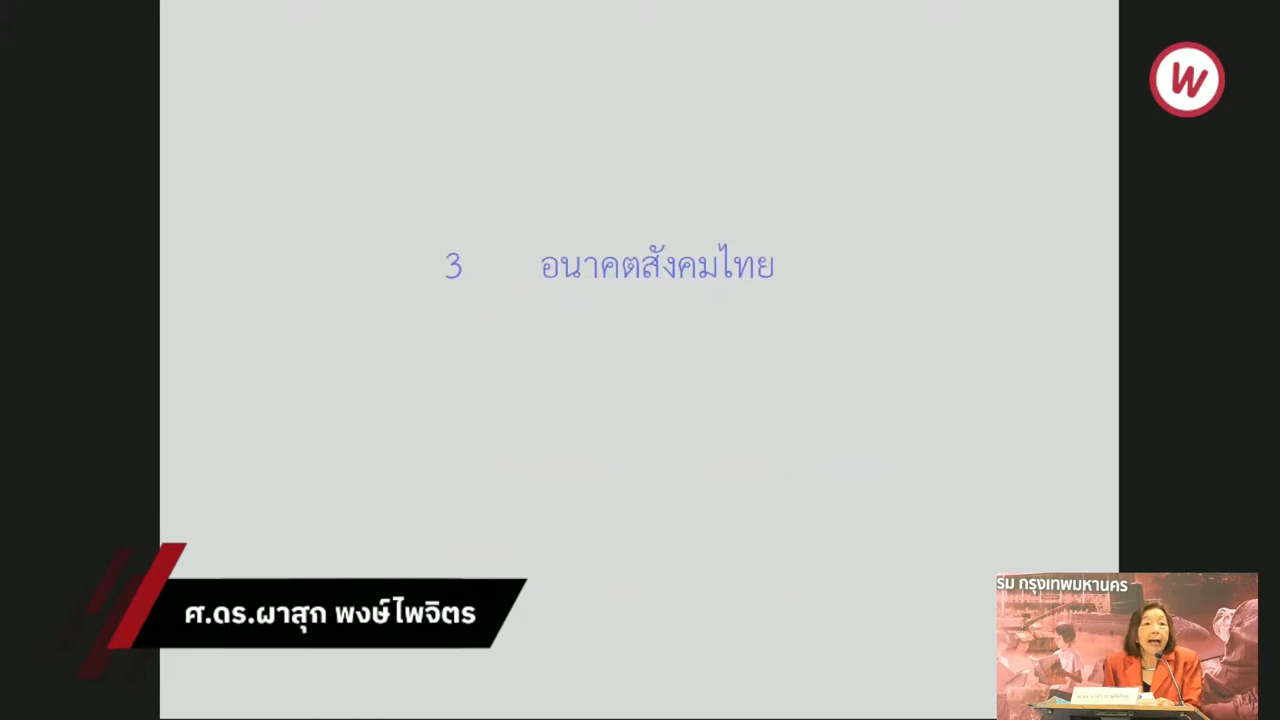 W
3 อนาคตสังคมไทย
ศ.ดร.ผาสุก พงษ์ไพจิตร
รม กรุงเทพมหานคร